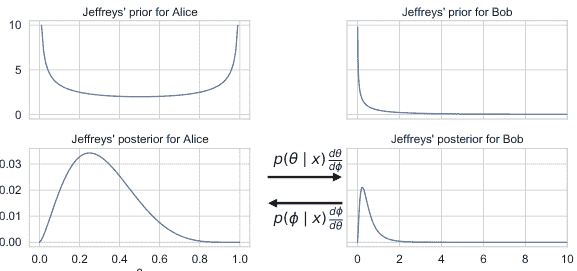 Jeffreys' prior for Alice
10
5
0
Jeffreys' prior for Bob
Jeffreys' posterior for Alice
0.03
0.02
0.01
0.00
0.0 0.2 0.4 0.6 0.8 1.0
p(θ | x) dθ/dϕ
p(ϕ | x) dϕ/dθ
Jeffreys' posterior for Bob
0 2 4 6 8 10